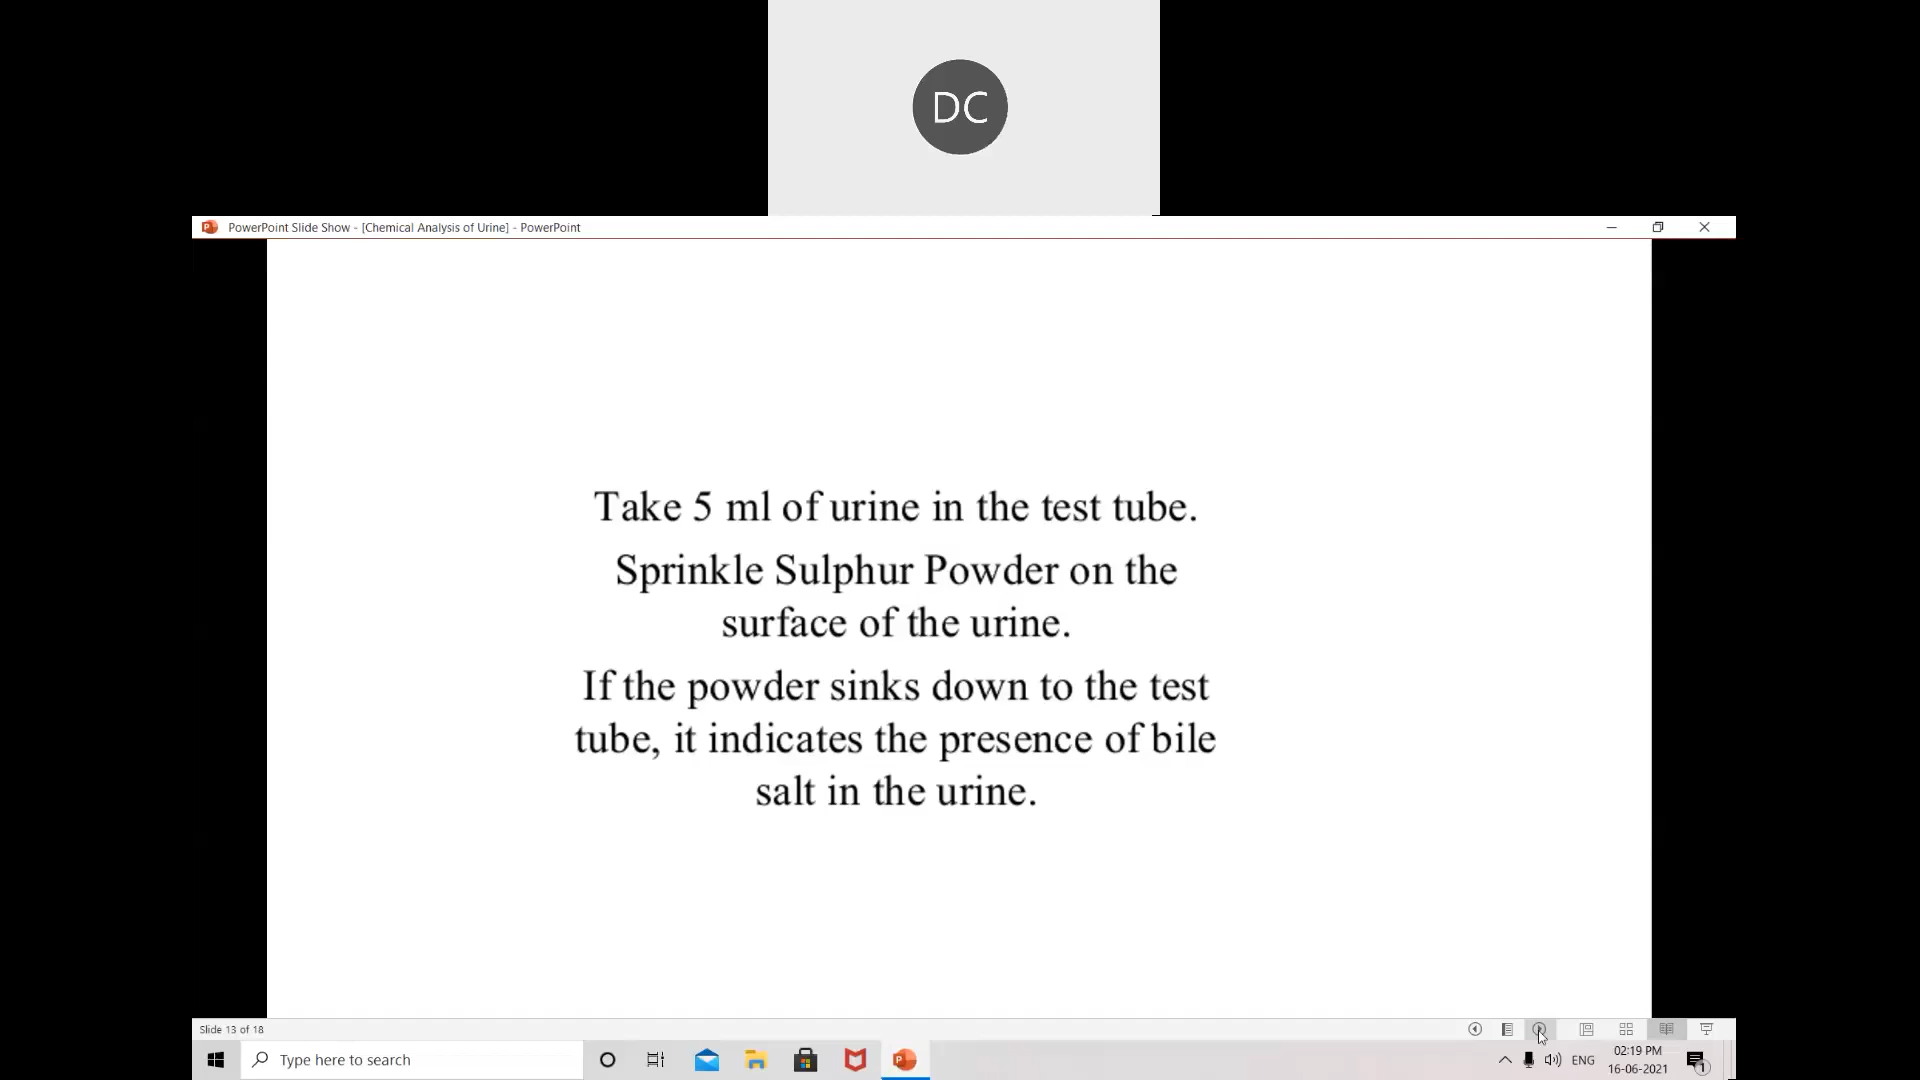 DC
PowerPoint Slide Show - [Chemical Analysis of Urine] - PowerPoint
Take 5 ml of urine in the test tube.
Sprinkle Sulphur Powder on the
surface of the urine.
If the powder sinks down to the test
tube, it indicates the presence of bile
salt in the urine.
Slide 13 of 18
Type here to search
ENG
02:19 PM
16-06-2021
1